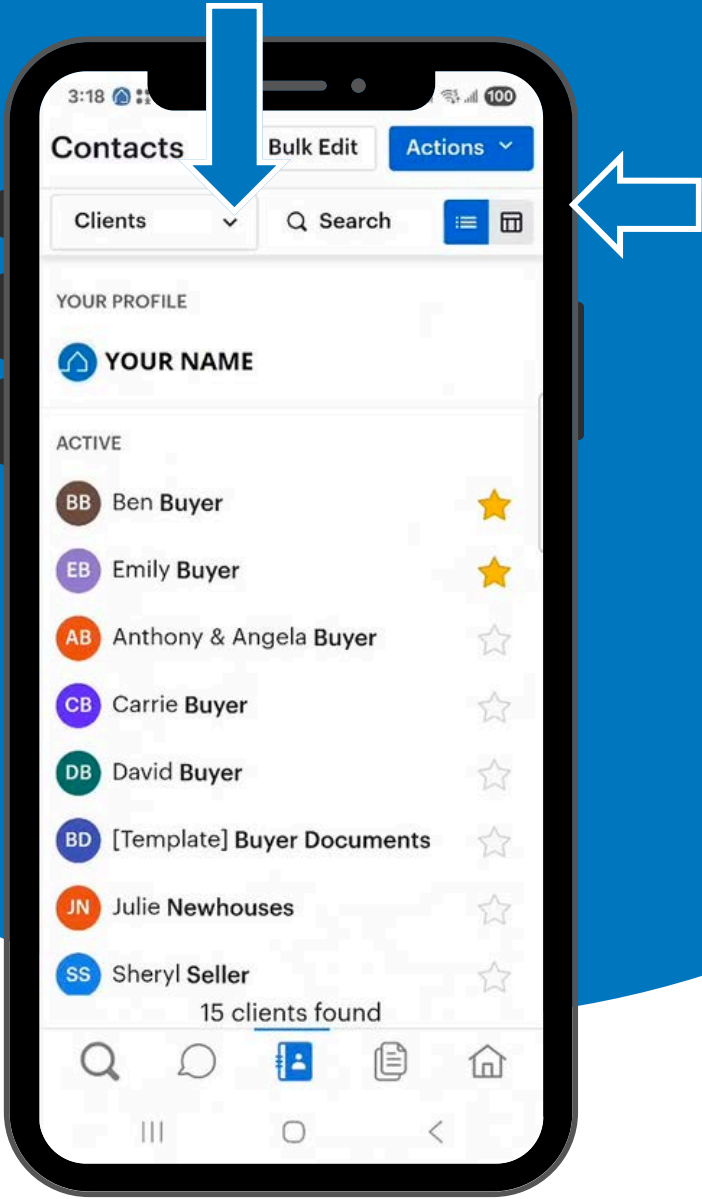 3:18 100
Contacts Bulk Edit Actions
Clients Search
YOUR PROFILE
YOUR NAME
ACTIVE
BB Ben Buyer
EB Emily Buyer
AB Anthony & Angela Buyer
CB Carrie Buyer
DB David Buyer
BD [Template] Buyer Documents
JN Julie Newhouses
SS Sheryl Seller
15 clients found